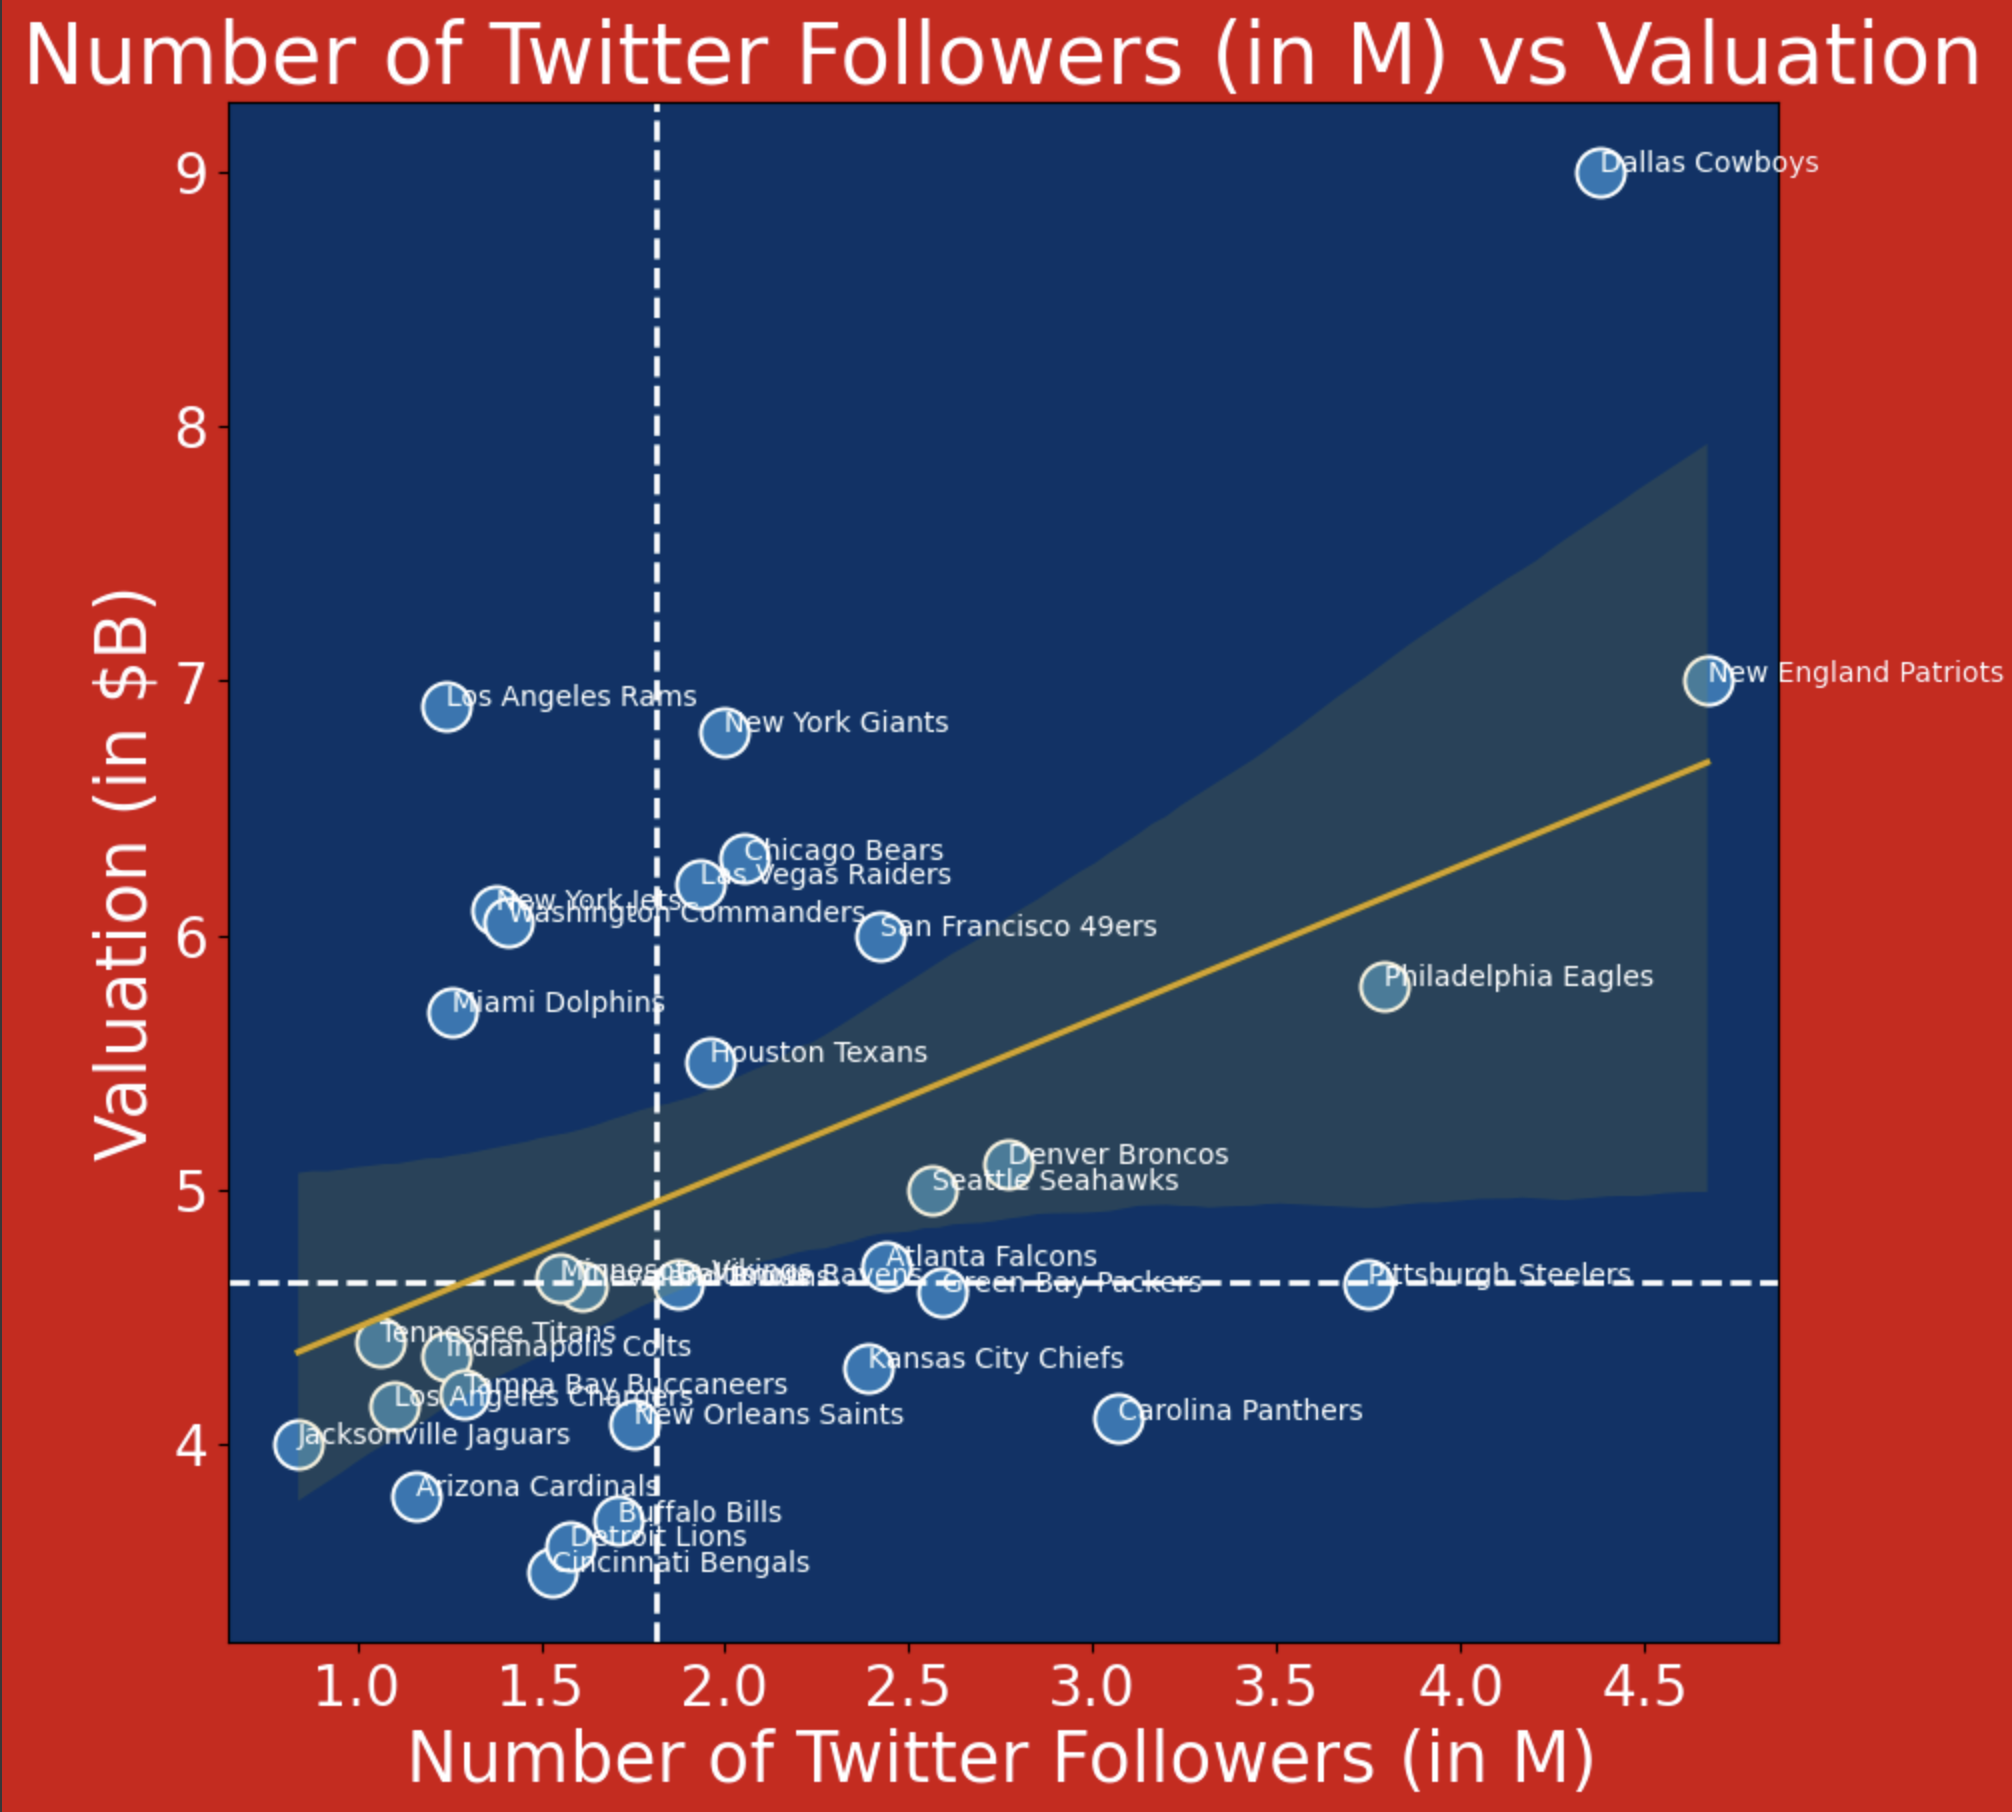 Number of Twitter Followers (in M) vs Valuation
Valuation (in $B)
9
8
7
6
5
4
Dallas Cowboys
New England Patriots
Los Angeles Rams
New York Giants
Chicago Bears
Las Vegas Raiders
New York Jets
Washington Commanders
San Francisco 49ers
Philadelphia Eagles
Miami Dolphins
Houston Texans
Denver Broncos
Seattle Seahawks
Atlanta Falcons
Minnesota Vikings
Ravens
Green Bay Packers
Pittsburgh Steelers
Tennessee Titans
Indianapolis Colts
Kansas City Chiefs
Tampa Bay Buccaneers
Los Angeles Chargers
New Orleans Saints
Carolina Panthers
Jacksonville Jaguars
Arizona Cardinals
Buffalo Bills
Detroit Lions
Cincinnati Bengals
1.0 1.5 2.0 2.5 3.0 3.5 4.0 4.5
Number of Twitter Followers (in M)